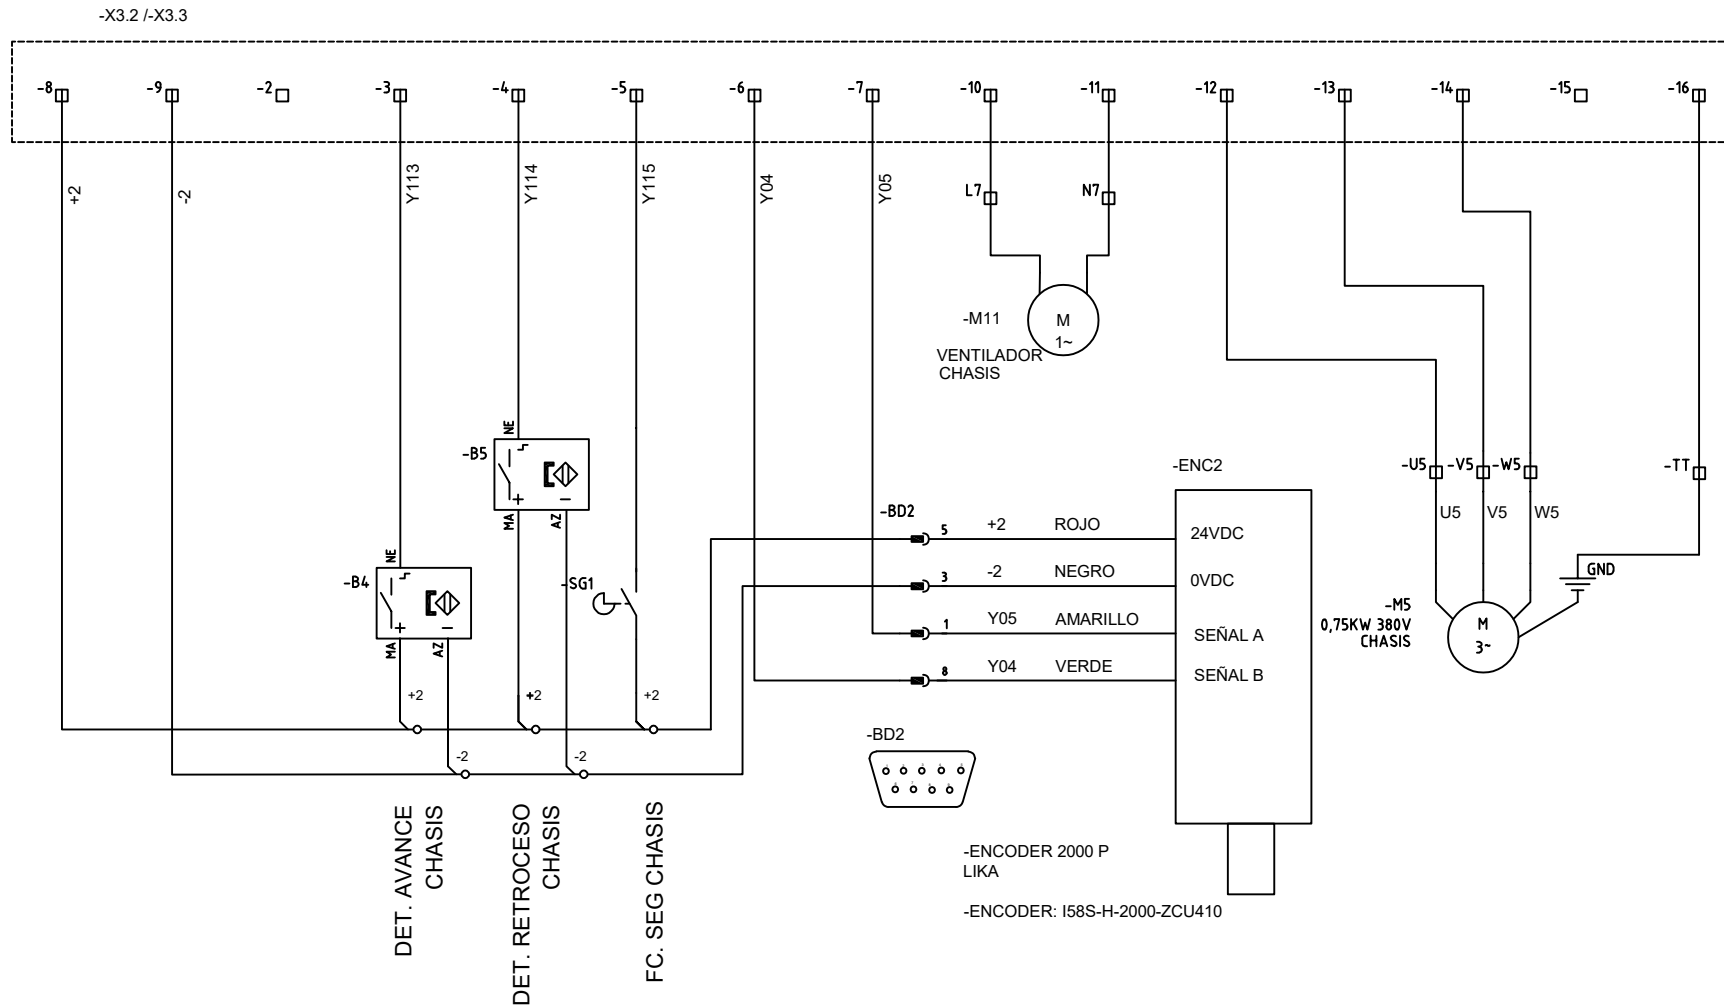 -X3.2 /-X3.3
-8
-9
-2
-3
-4
-5
-6
-7
-10
-11
-12
-13
-14
-15
-16
+2
-2
Y113
Y114
Y115
Y04
Y05
L7
N7
-M11
M
1~
VENTILADOR
CHASIS
NE
-B5
+
-
MA
AZ
NE
-B4
+
-
MA
AZ
-SG1
+2
+2
+2
-2
-2
-BD2
5
+2
ROJO
3
-2
NEGRO
1
Y05
AMARILLO
8
Y04
VERDE
-ENC2
24VDC
0VDC
SEÑAL A
SEÑAL B
-U5
-V5
-W5
-TT
U5
V5
W5
GND
-M5
0,75KW 380V
CHASIS
M
3~
-BD2
DET. AVANCE
CHASIS
DET. RETROCESO
CHASIS
FC. SEG CHASIS
-ENCODER 2000 P
LIKA
-ENCODER: I58S-H-2000-ZCU410